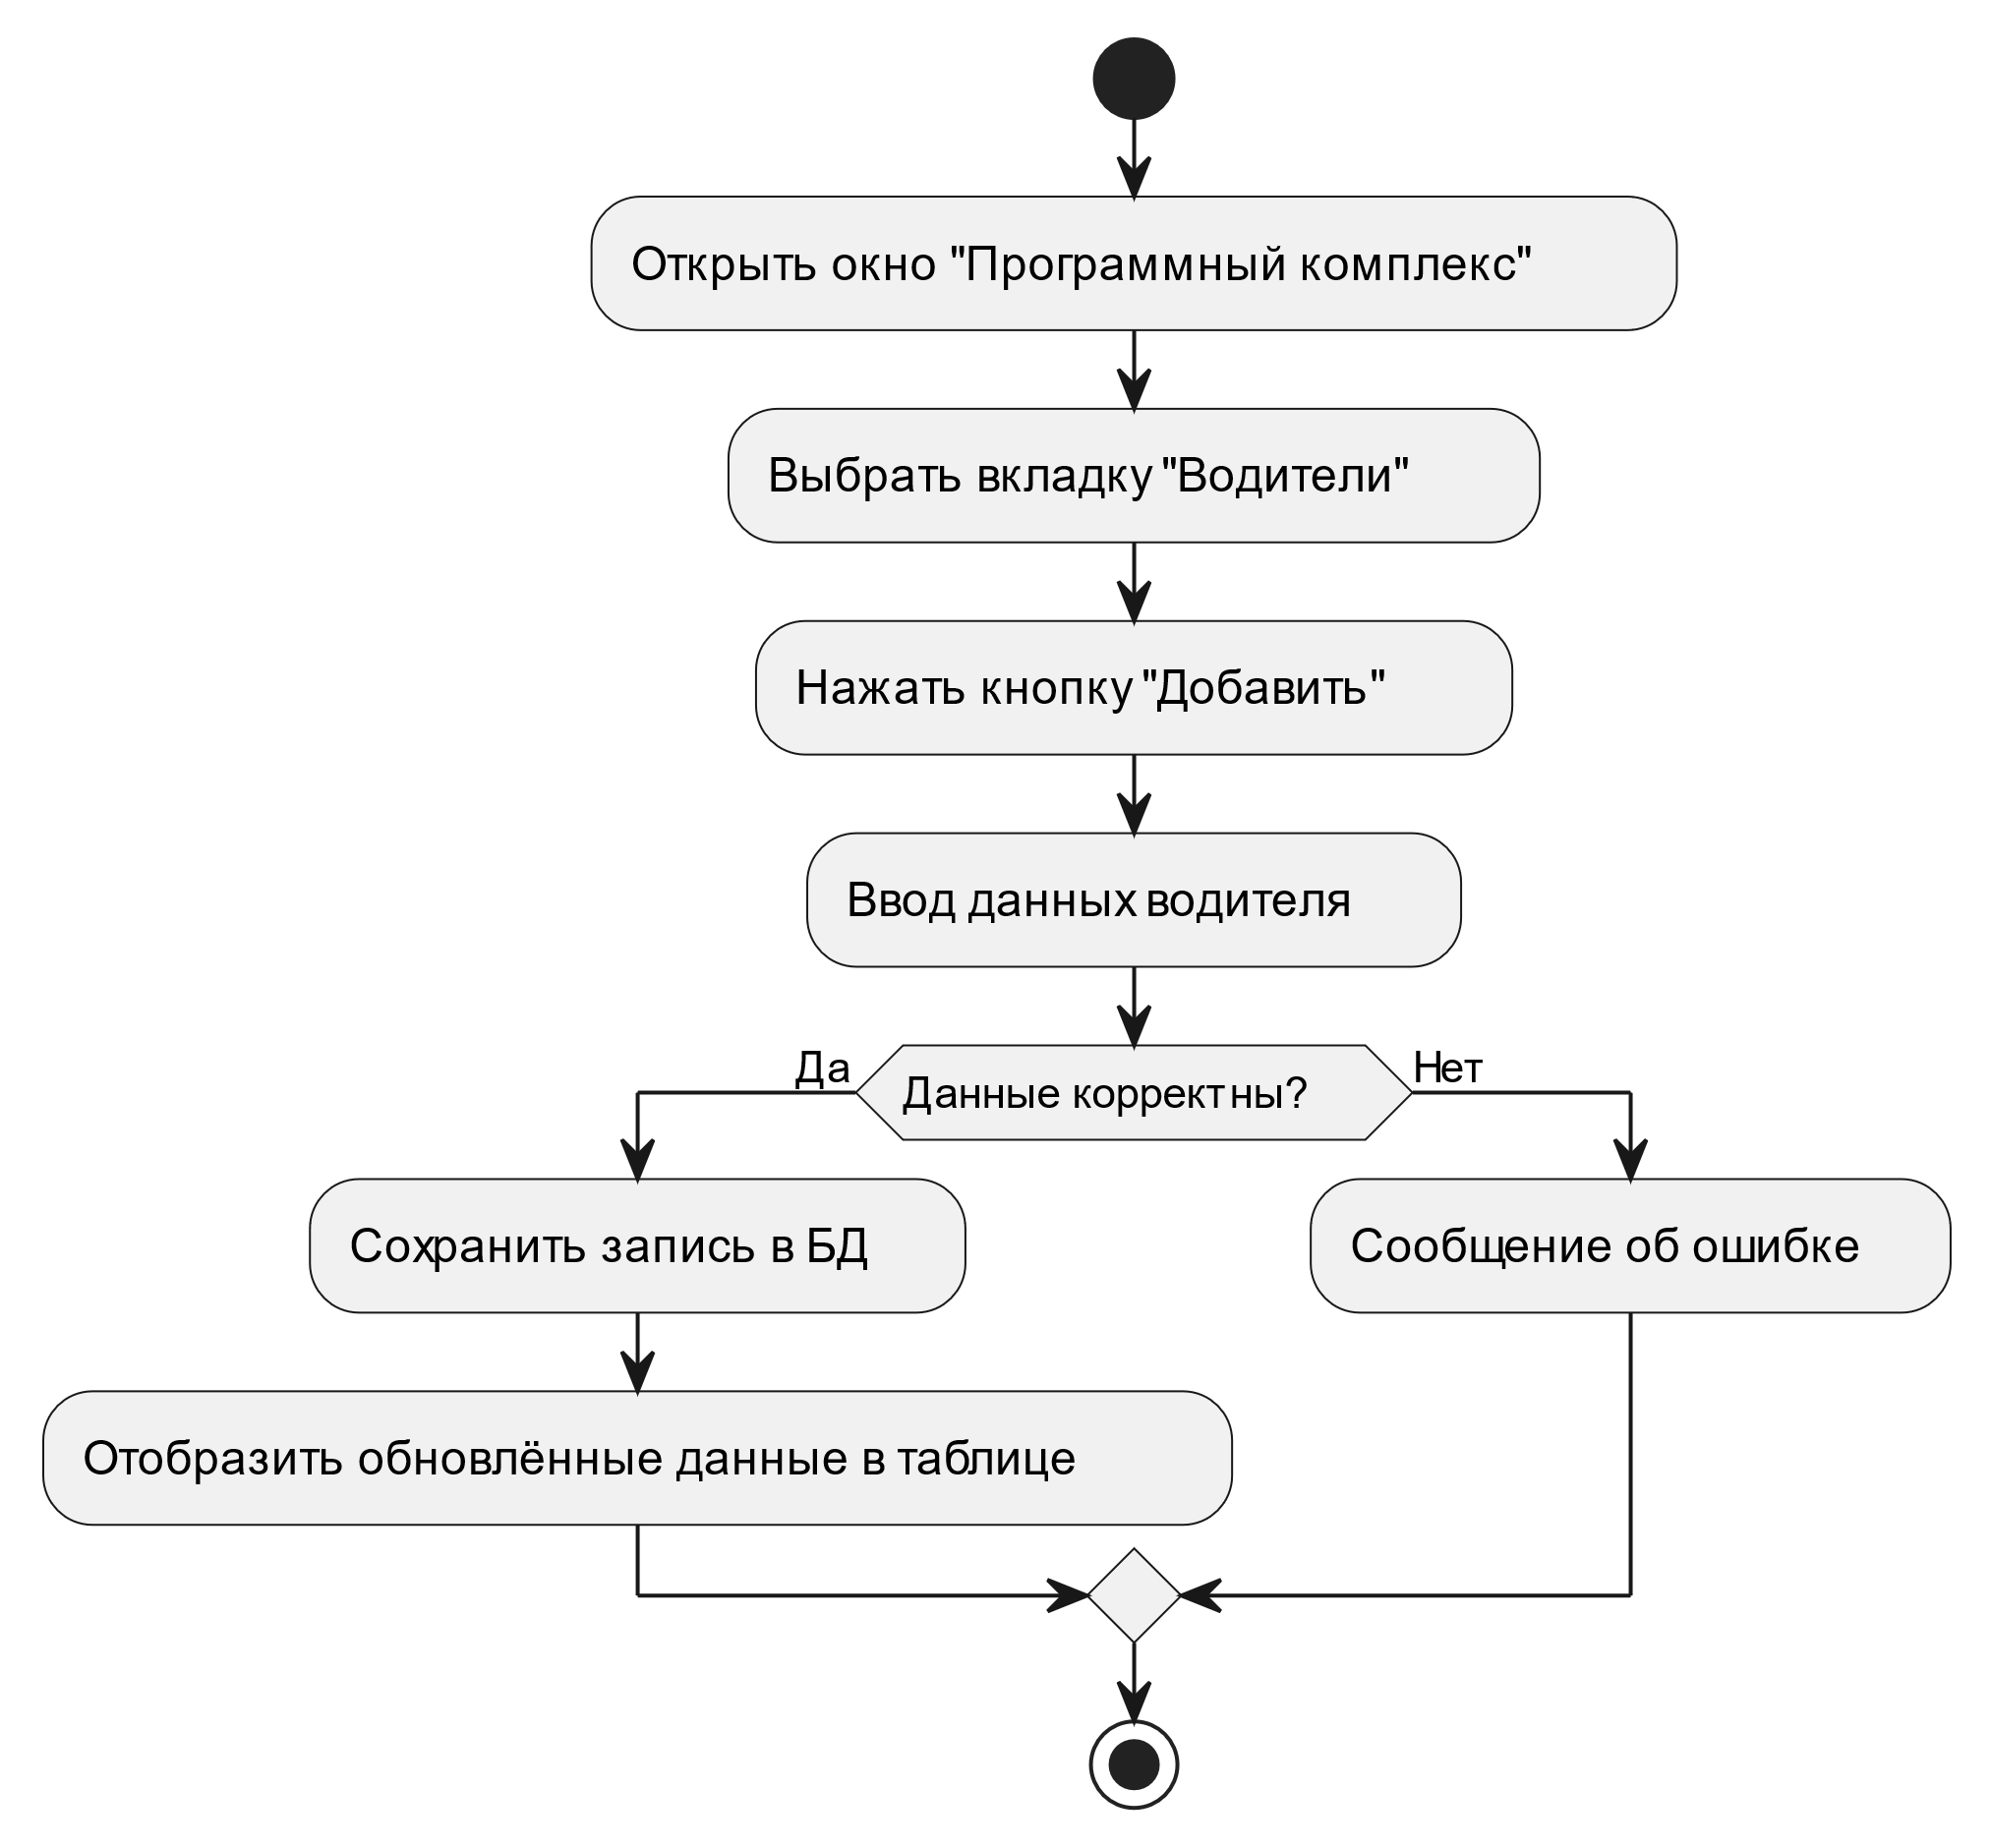 Открыть окно "Программный комплекс"
Выбрать вкладку "Водители"
Нажать кнопку "Добавить"
Ввод данных водителя
Да
Данные корректны?
Нет
Сохранить запись в БД
Сообщение об ошибке
Отобразить обновлённые данные в таблице